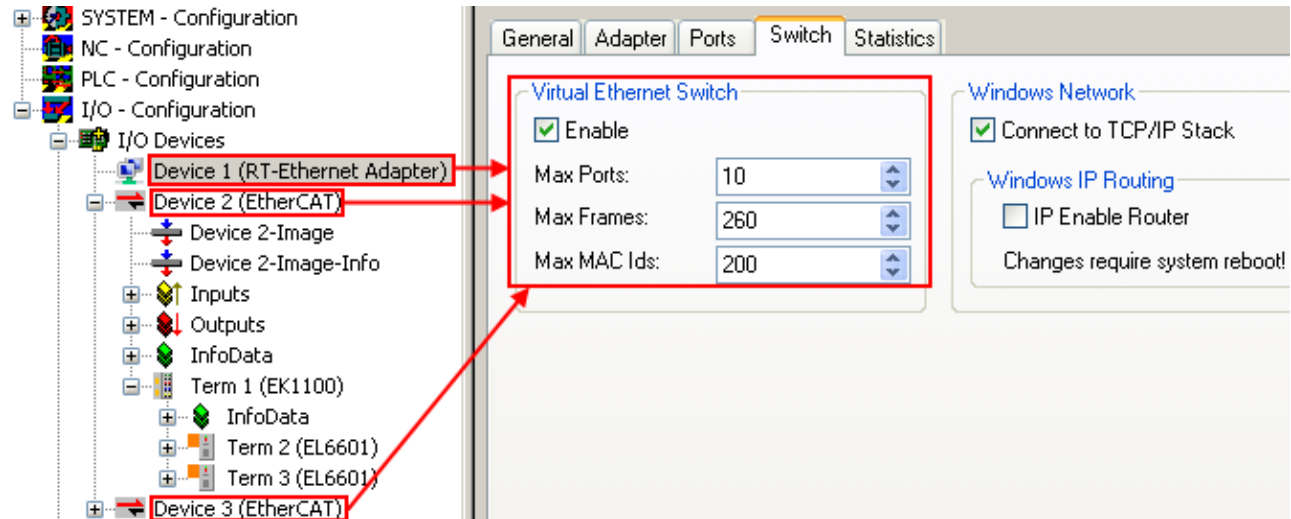 SYSTEM - Configuration
NC - Configuration
PLC - Configuration
I/O - Configuration
I/O Devices
Device 1 (RT-Ethernet Adapter)
Device 2 (EtherCAT)
Device 2-Image
Device 2-Image-Info
Inputs
Outputs
InfoData
Term 1 (EK1100)
InfoData
Term 2 (EL6601)
Term 3 (EL6601)
Device 3 (EtherCAT)
General Adapter Ports Switch Statistics
Virtual Ethernet Switch
Enable
Max Ports: 10
Max Frames: 260
Max MAC Ids: 200
Windows Network
Connect to TCP/IP Stack
Windows IP Routing
IP Enable Router
Changes require system reboot!